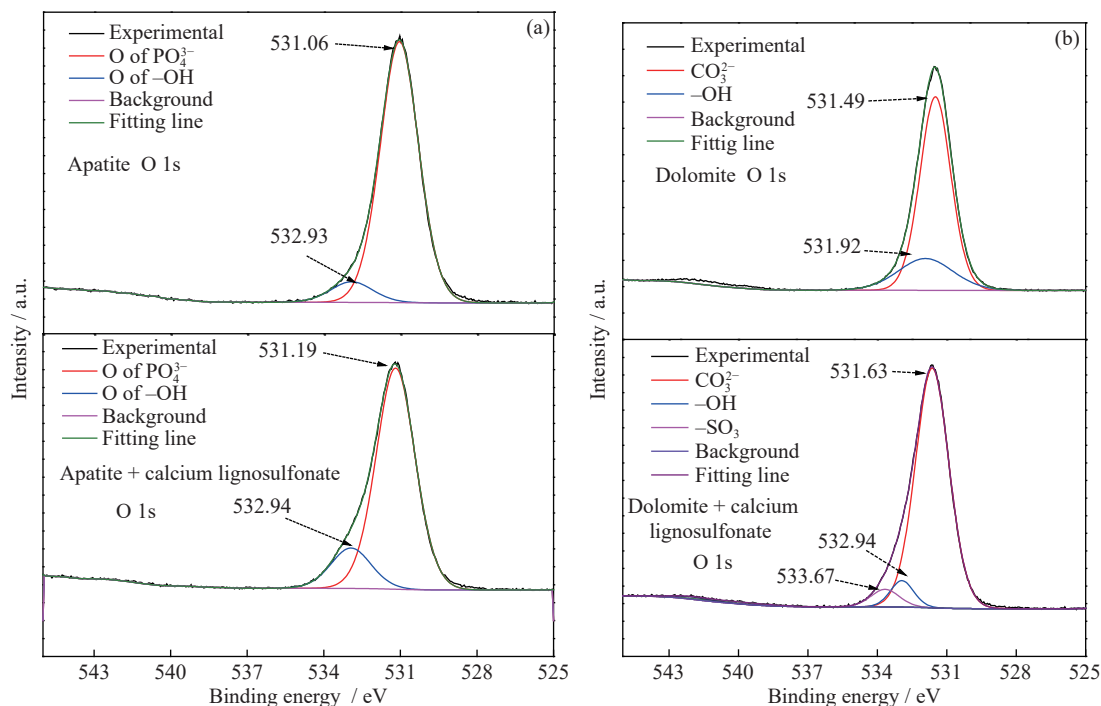 (a)
Experimental
O of PO₄³⁻
O of –OH
Background
Fitting line
Apatite O 1s
531.06
532.93
Experimental
O of PO₄³⁻
O of –OH
Background
Fitting line
Apatite + calcium lignosulfonate
O 1s
531.19
532.94
Intensity / a.u.
543 540 537 534 531 528 525
Binding energy / eV
(b)
Experimental
CO₃²⁻
–OH
Background
Fittig line
Dolomite O 1s
531.49
531.92
Experimental
CO₃²⁻
–OH
–SO₃
Background
Fitting line
Dolomite + calcium
lignosulfonate
O 1s
531.63
532.94
533.67
Intensity / a.u.
543 540 537 534 531 528 525
Binding energy / eV